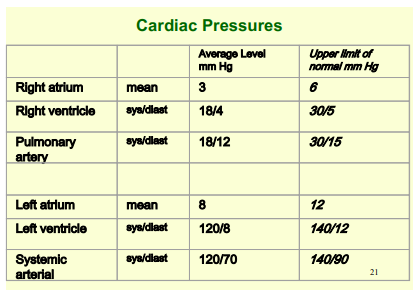 Cardiac Pressures
Average Level Upper limit of
mm Hg normal mm Hg
Right atrium mean 3 6
Right ventricle sys/diast 18/4 30/5
Pulmonary sys/diast 18/12 30/15
artery
Left atrium mean 8 12
Left ventricle sys/diast 120/8 140/12
Systemic sys/diast 120/70 140/90
arterial 21